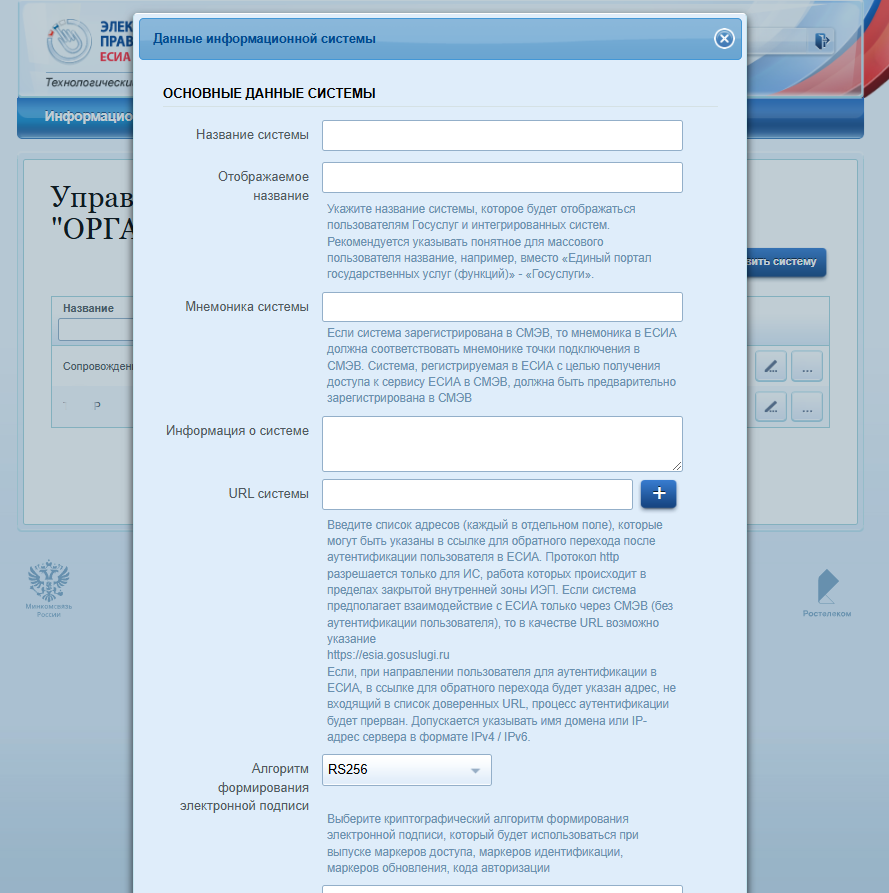 ЭЛЕК
ПРАВ
ЕСИА
Технологически
Информацио
Данные информационной системы
ОСНОВНЫЕ ДАННЫЕ СИСТЕМЫ
Название системы
Отображаемое
название
Укажите название системы, которое будет отображаться
пользователям Госуслуг и интегрированных систем.
Рекомендуется указывать понятное для массового
пользователя название, например, вместо «Единый портал
государственных услуг (функций)» - «Госуслуги».
Управ
"ОРГА
вить систему
Название
Мнемоника системы
Если система зарегистрирована в СМЭВ, то мнемоника в ЕСИА
должна соответствовать мнемонике точки подключения в
СМЭВ. Система, регистрируемая в ЕСИА с целью получения
доступа к сервису ЕСИА в СМЭВ, должна быть предварительно
зарегистрирована в СМЭВ
Сопровожден
...
Р
...
Информация о системе
URL системы
+
Введите список адресов (каждый в отдельном поле), которые
могут быть указаны в ссылке для обратного перехода после
аутентификации пользователя в ЕСИА. Протокол http
разрешается только для ИС, работа которых происходит в
пределах закрытой внутренней зоны ИЭП. Если система
предполагает взаимодействие с ЕСИА только через СМЭВ (без
аутентификации пользователя), то в качестве URL возможно
указание
https://esia.gosuslugi.ru
Если, при направлении пользователя для аутентификации в
ЕСИА, в ссылке для обратного перехода будет указан адрес, не
входящий в список доверенных URL, процесс аутентификации
будет прерван. Допускается указывать имя домена или IP-
адрес сервера в формате IPv4 / IPv6.
Минкомсвязь
России
Ростелеком
Алгоритм
формирования
электронной подписи
RS256
Выберите криптографический алгоритм формирования
электронной подписи, который будет использоваться при
выпуске маркеров доступа, маркеров идентификации,
маркеров обновления, кода авторизации